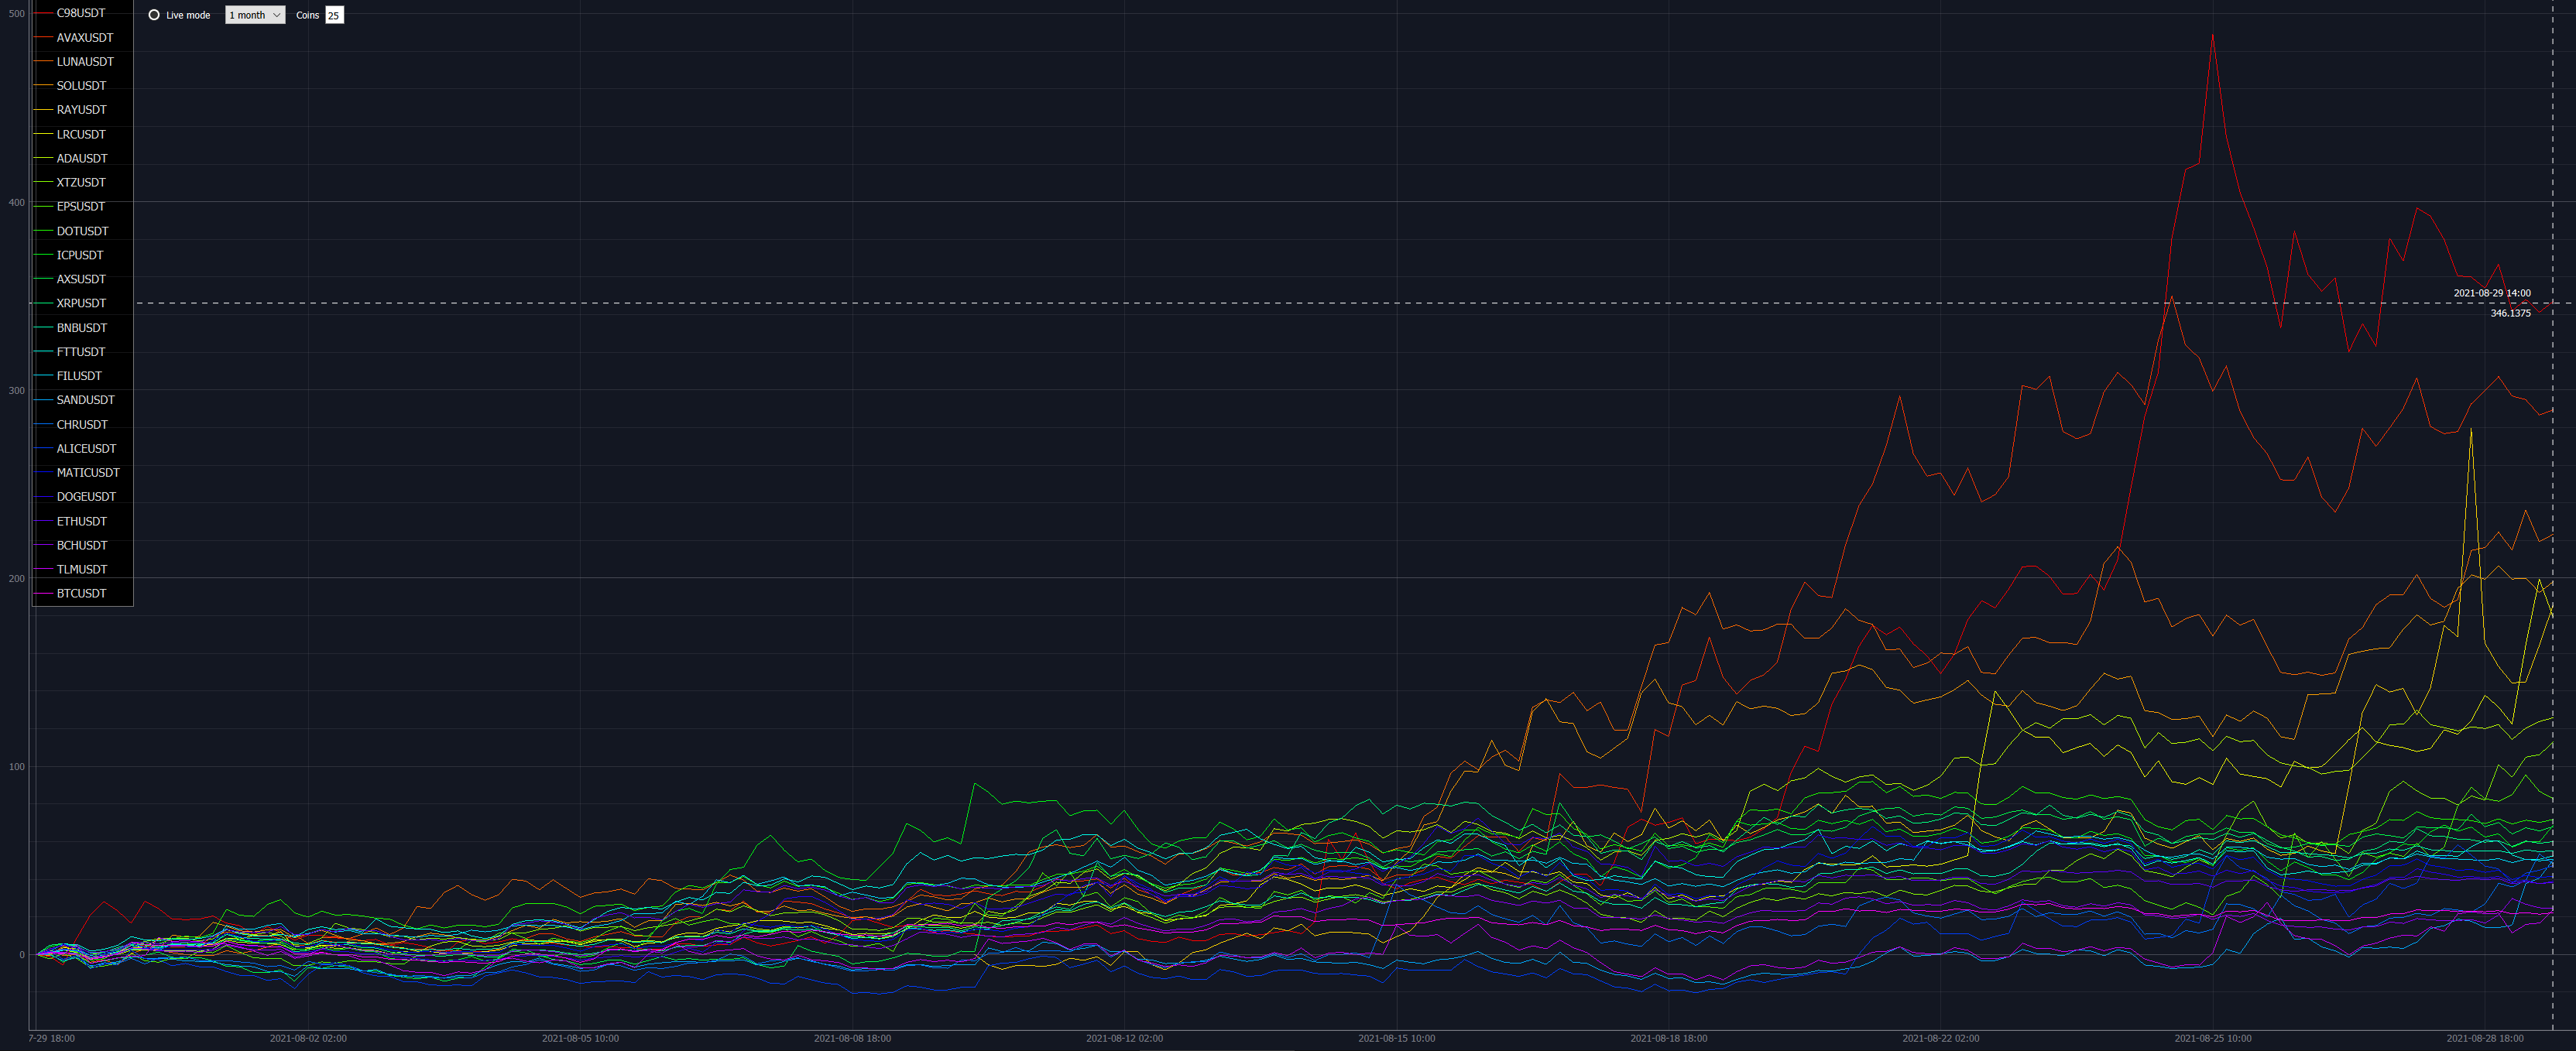 500
C98USDT
Live mode
1 month
Coins 25
AVAXUSDT
LUNAUSDT
SOLUSDT
RAYUSDT
LRCUSDT
ADAUSDT
XTZUSDT
400
EPSUSDT
DOTUSDT
ICPUSDT
AXSUSDT
2021-08-29 14:00
XRPUSDT
346.1375
BNBUSDT
FTTUSDT
FILUSDT
300
SANDUSDT
CHRUSDT
ALICEUSDT
MATICUSDT
DOGEUSDT
ETHUSDT
BCHUSDT
TLMUSDT
200
BTCUSDT
100
0
7-29 18:00
2021-08-02 02:00
2021-08-05 10:00
2021-08-08 18:00
2021-08-12 02:00
2021-08-15 10:00
2021-08-18 18:00
2021-08-22 02:00
2021-08-25 10:00
2021-08-28 18:00